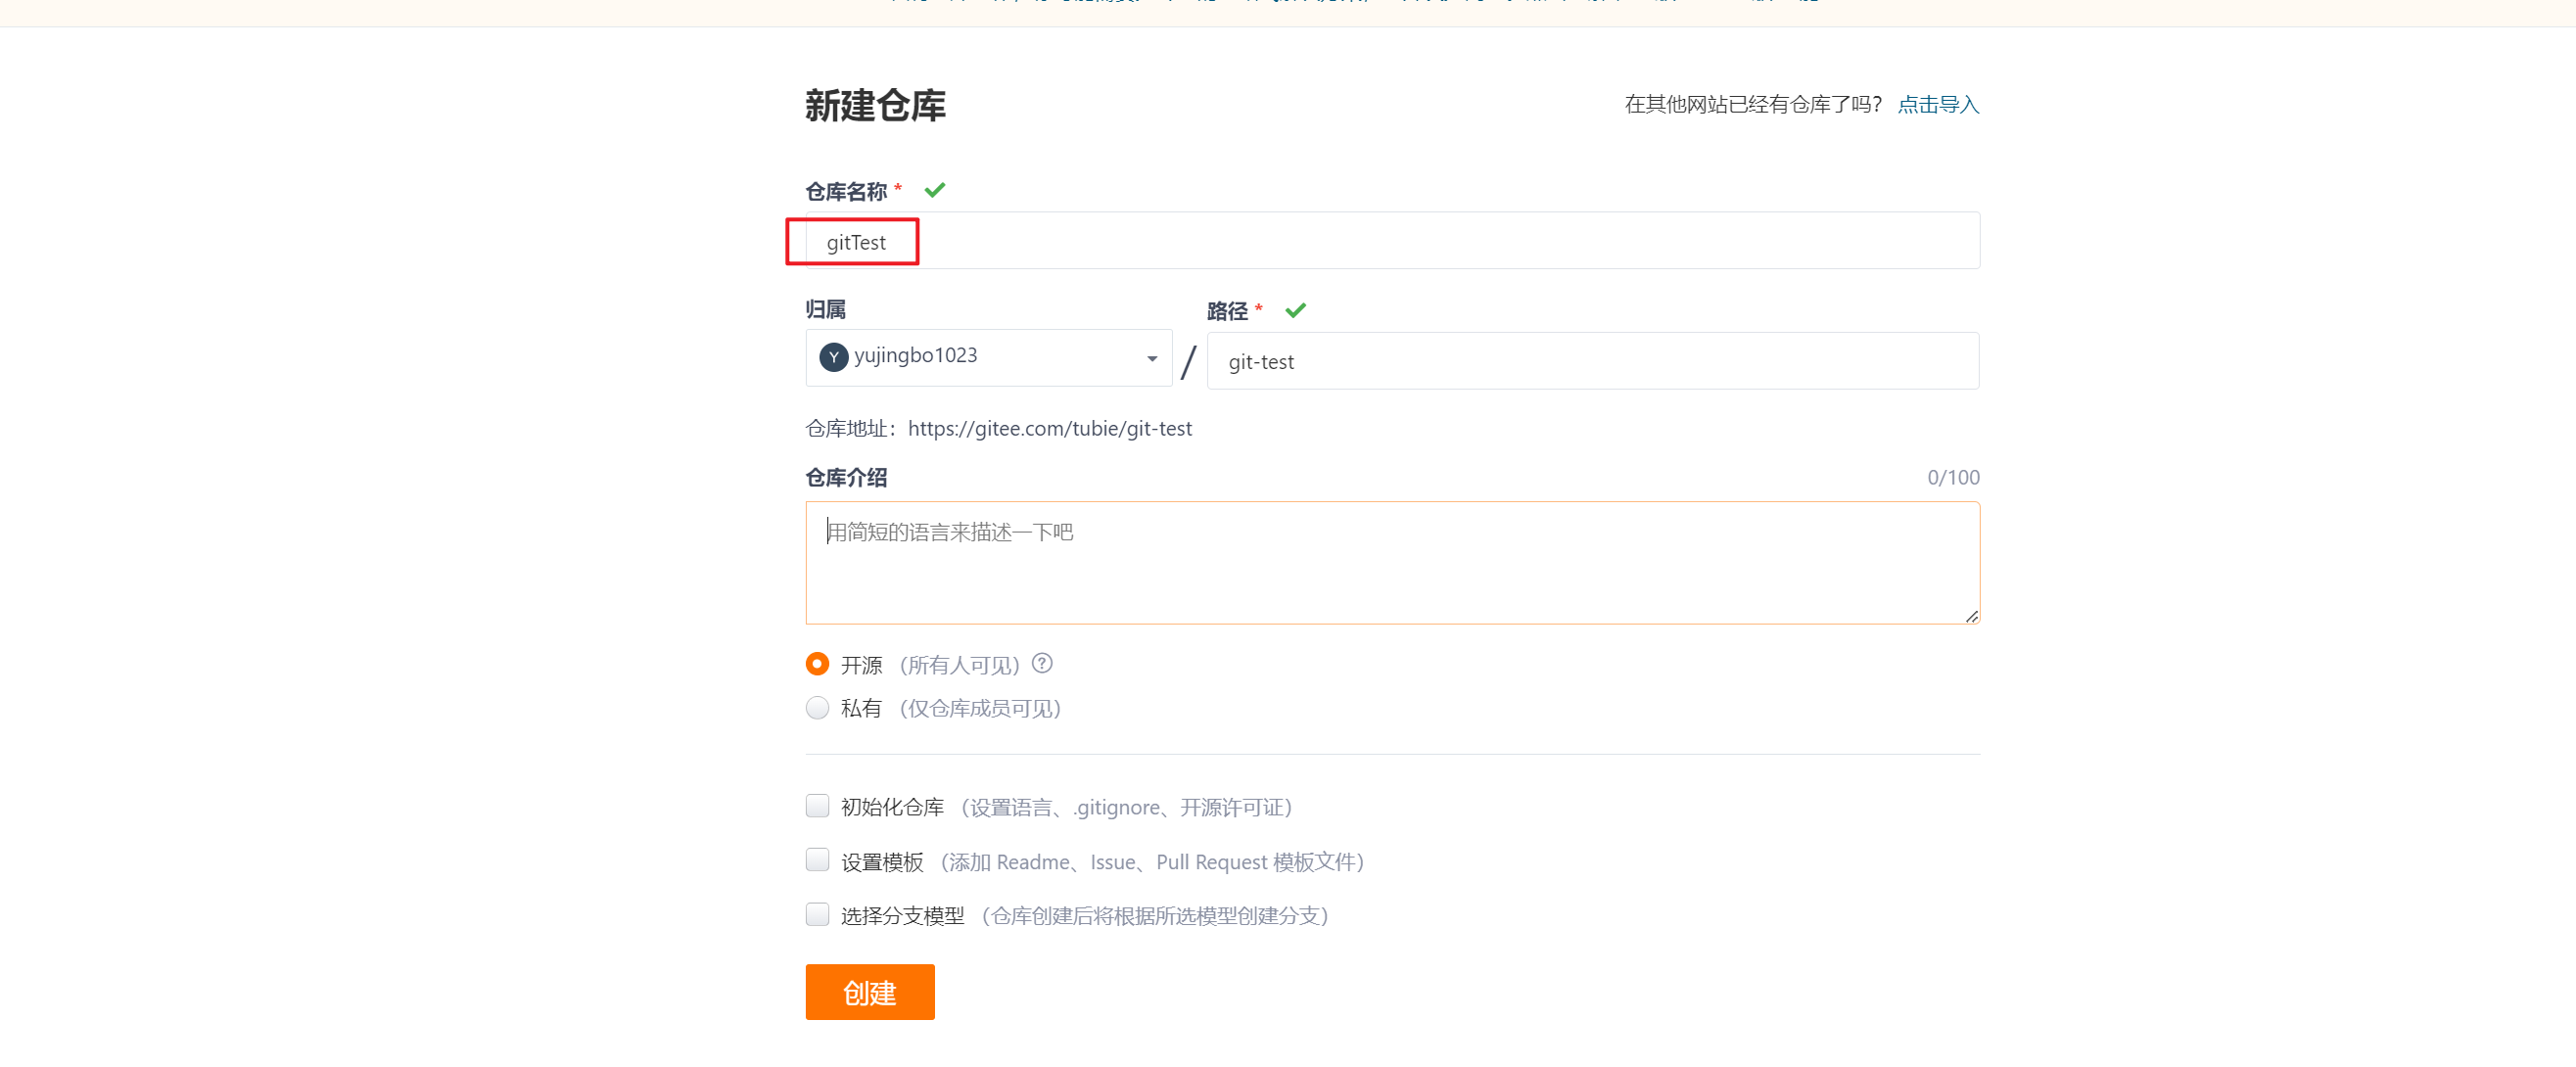 新建仓库
在其他网站已经有仓库了吗? 点击导入
仓库名称 *
gitTest
归属
路径 *
Y yujingbo1023 / git-test
仓库地址：https://gitee.com/tubie/git-test
仓库介绍 0/100
用简短的语言来描述一下吧
开源 （所有人可见） ?
私有 （仅仓库成员可见）
初始化仓库 （设置语言、.gitignore、开源许可证）
设置模板 （添加 Readme、Issue、Pull Request 模板文件）
选择分支模型 （仓库创建后将根据所选模型创建分支）
创建